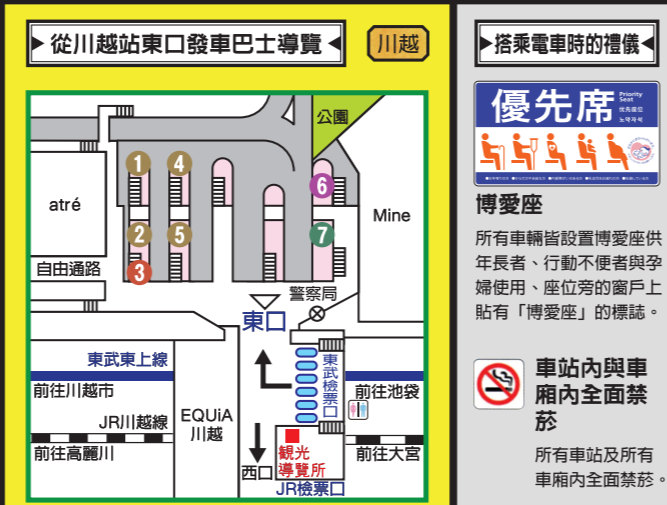 從川越站東口發車巴士導覽
川越
公園
1
4
6
atré
Mine
2
5
7
3
自由通路
警察局
東口
東武東上線
東武檢票口
前往川越市
前往池袋
JR川越線
EQUiA
川越
前往高麗川
前往大宮
觀光
導覽所
西口
JR檢票口
搭乘電車時的禮儀
優先席
Priority
Seat
优先座位
노약자석
博愛座
所有車輛皆設置博愛座供
年長者、行動不便者與孕
婦使用、座位旁的窗戶上
貼有「博愛座」的標誌。
車站內與車
廂內全面禁
菸
所有車站及所有
車廂內全面禁菸。